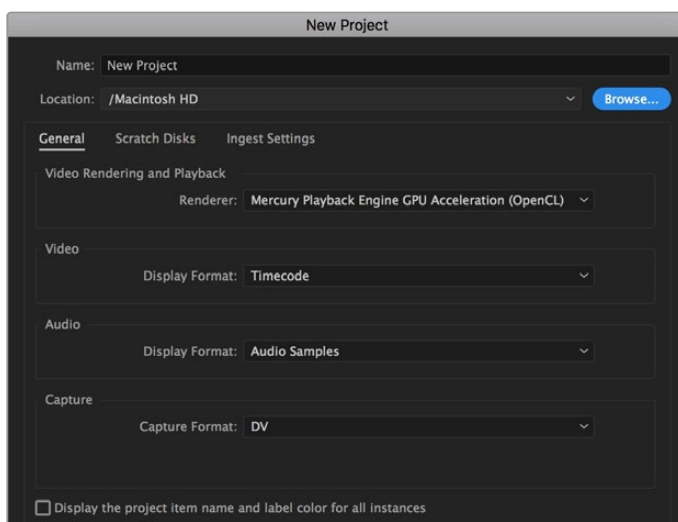 New Project
Name: New Project
Location: /Macintosh HD Browse...
General Scratch Disks Ingest Settings
Video Rendering and Playback
Renderer: Mercury Playback Engine GPU Acceleration (OpenCL)
Video
Display Format: Timecode
Audio
Display Format: Audio Samples
Capture
Capture Format: DV
Display the project item name and label color for all instances